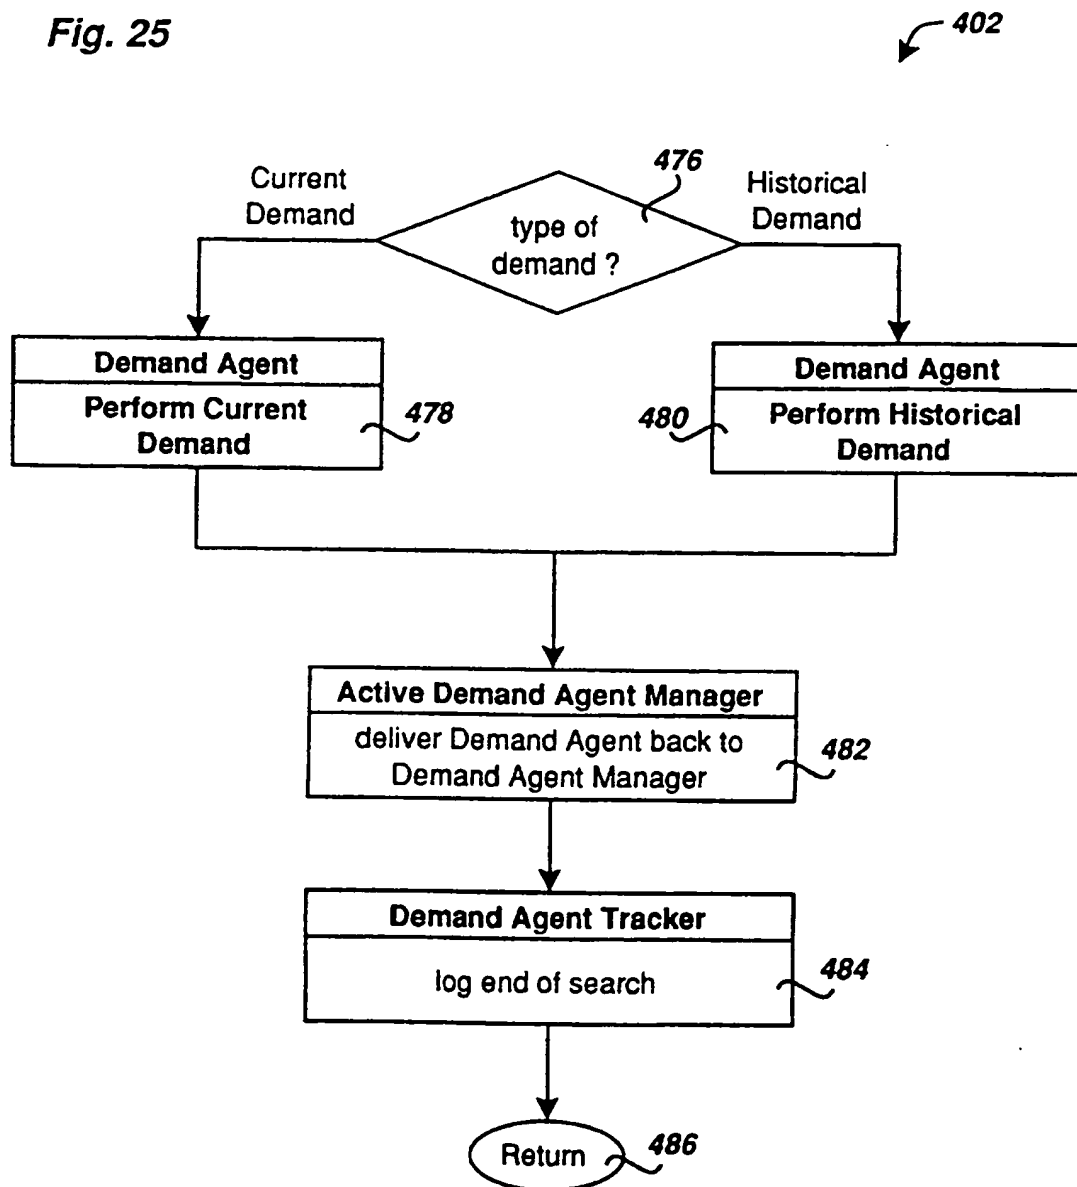 Fig. 25
402
476
Current
Demand
Historical
Demand
type of
demand ?
Demand Agent
Perform Current
Demand
478
Demand Agent
480
Perform Historical
Demand
Active Demand Agent Manager
deliver Demand Agent back to
Demand Agent Manager
482
Demand Agent Tracker
log end of search
484
Return
486